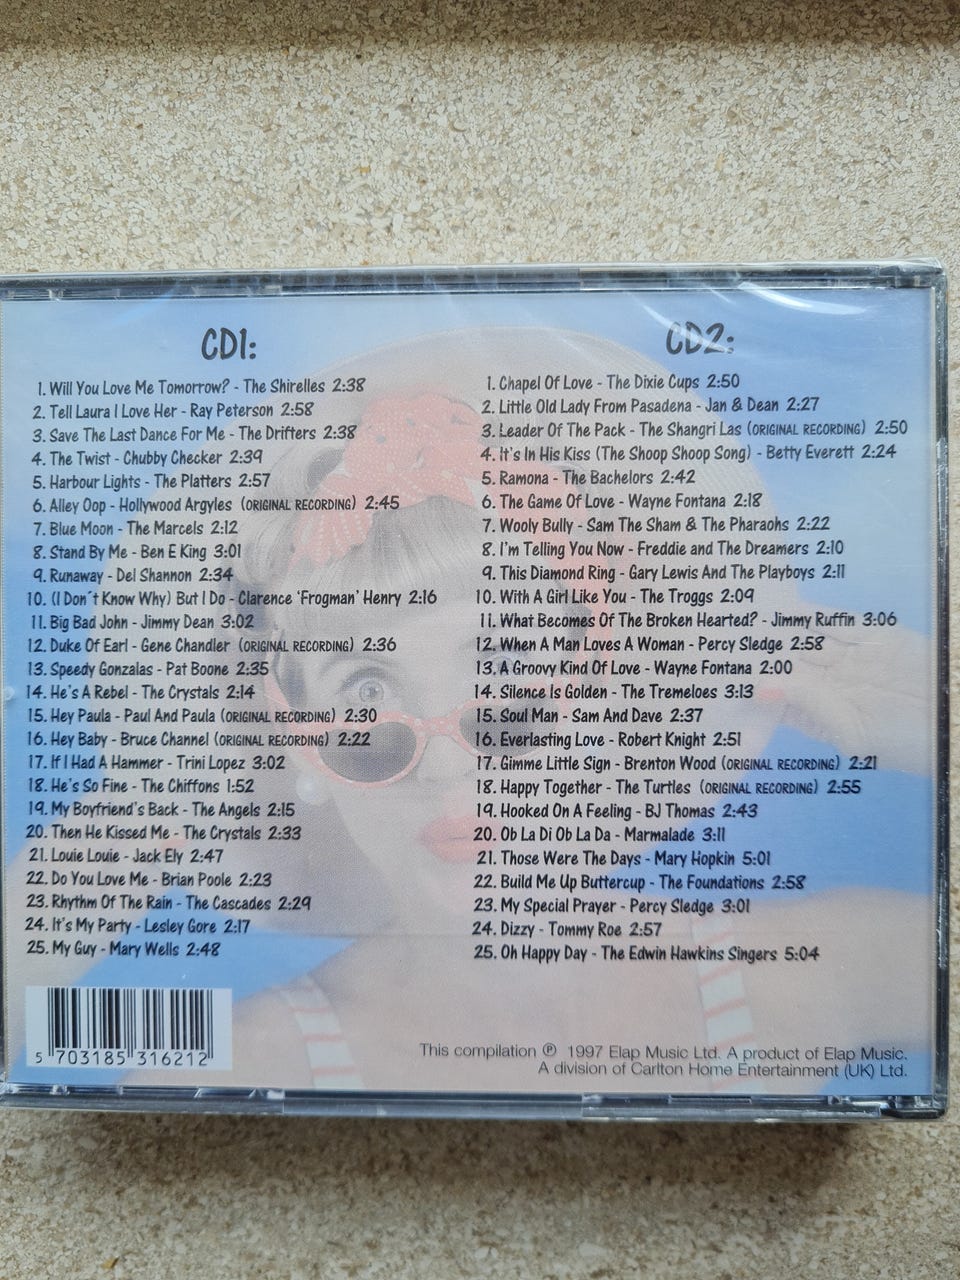 CD1:
1. Will You Love Me Tomorrow? - The Shirelles 2:38
2. Tell Laura I Love Her - Ray Peterson 2:58
3. Save The Last Dance For Me - The Drifters 2:38
4. The Twist - Chubby Checker 2:39
5. Harbour Lights - The Platters 2:57
6. Alley Oop - Hollywood Argyles (ORIGINAL RECORDING) 2:45
7. Blue Moon - The Marcels 2:12
8. Stand By Me - Ben E King 3:01
9. Runaway - Del Shannon 2:34
10. (I Don´t Know Why) But I Do - Clarence 'Frogman' Henry 2:16
11. Big Bad John - Jimmy Dean 3:02
12. Duke Of Earl - Gene Chandler (ORIGINAL RECORDING) 2:36
13. Speedy Gonzalas - Pat Boone 2:35
14. He's A Rebel - The Crystals 2:14
15. Hey Paula - Paul And Paula (ORIGINAL RECORDING) 2:30
16. Hey Baby - Bruce Channel (ORIGINAL RECORDING) 2:22
17. If I Had A Hammer - Trini Lopez 3:02
18. He's So Fine - The Chiffons 1:52
19. My Boyfriend's Back - The Angels 2:15
20. Then He Kissed Me - The Crystals 2:33
21. Louie Louie - Jack Ely 2:47
22. Do You Love Me - Brian Poole 2:23
23. Rhythm Of The Rain - The Cascades 2:29
24. It's My Party - Lesley Gore 2:17
25. My Guy - Mary Wells 2:48
CD2:
1. Chapel Of Love - The Dixie Cups 2:50
2. Little Old Lady From Pasadena - Jan & Dean 2:27
3. Leader Of The Pack - The Shangri Las (ORIGINAL RECORDING) 2:50
4. It's In His Kiss (The Shoop Shoop Song) - Betty Everett 2:24
5. Ramona - The Bachelors 2:42
6. The Game Of Love - Wayne Fontana 2:18
7. Wooly Bully - Sam The Sham & The Pharaohs 2:22
8. I'm Telling You Now - Freddie and The Dreamers 2:10
9. This Diamond Ring - Gary Lewis And The Playboys 2:11
10. With A Girl Like You - The Troggs 2:09
11. What Becomes Of The Broken Hearted? - Jimmy Ruffin 3:06
12. When A Man Loves A Woman - Percy Sledge 2:58
13. A Groovy Kind Of Love - Wayne Fontana 2:00
14. Silence Is Golden - The Tremeloes 3:13
15. Soul Man - Sam And Dave 2:37
16. Everlasting Love - Robert Knight 2:51
17. Gimme Little Sign - Brenton Wood (ORIGINAL RECORDING) 2:21
18. Happy Together - The Turtles (ORIGINAL RECORDING) 2:55
19. Hooked On A Feeling - BJ Thomas 2:43
20. Ob La Di Ob La Da - Marmalade 3:11
21. Those Were The Days - Mary Hopkin 5:01
22. Build Me Up Buttercup - The Foundations 2:58
23. My Special Prayer - Percy Sledge 3:01
24. Dizzy - Tommy Roe 2:57
25. Oh Happy Day - The Edwin Hawkins Singers 5:04
5 703185 316212
This compilation ℗ 1997 Elap Music Ltd. A product of Elap Music.
A division of Carlton Home Entertainment (UK) Ltd.